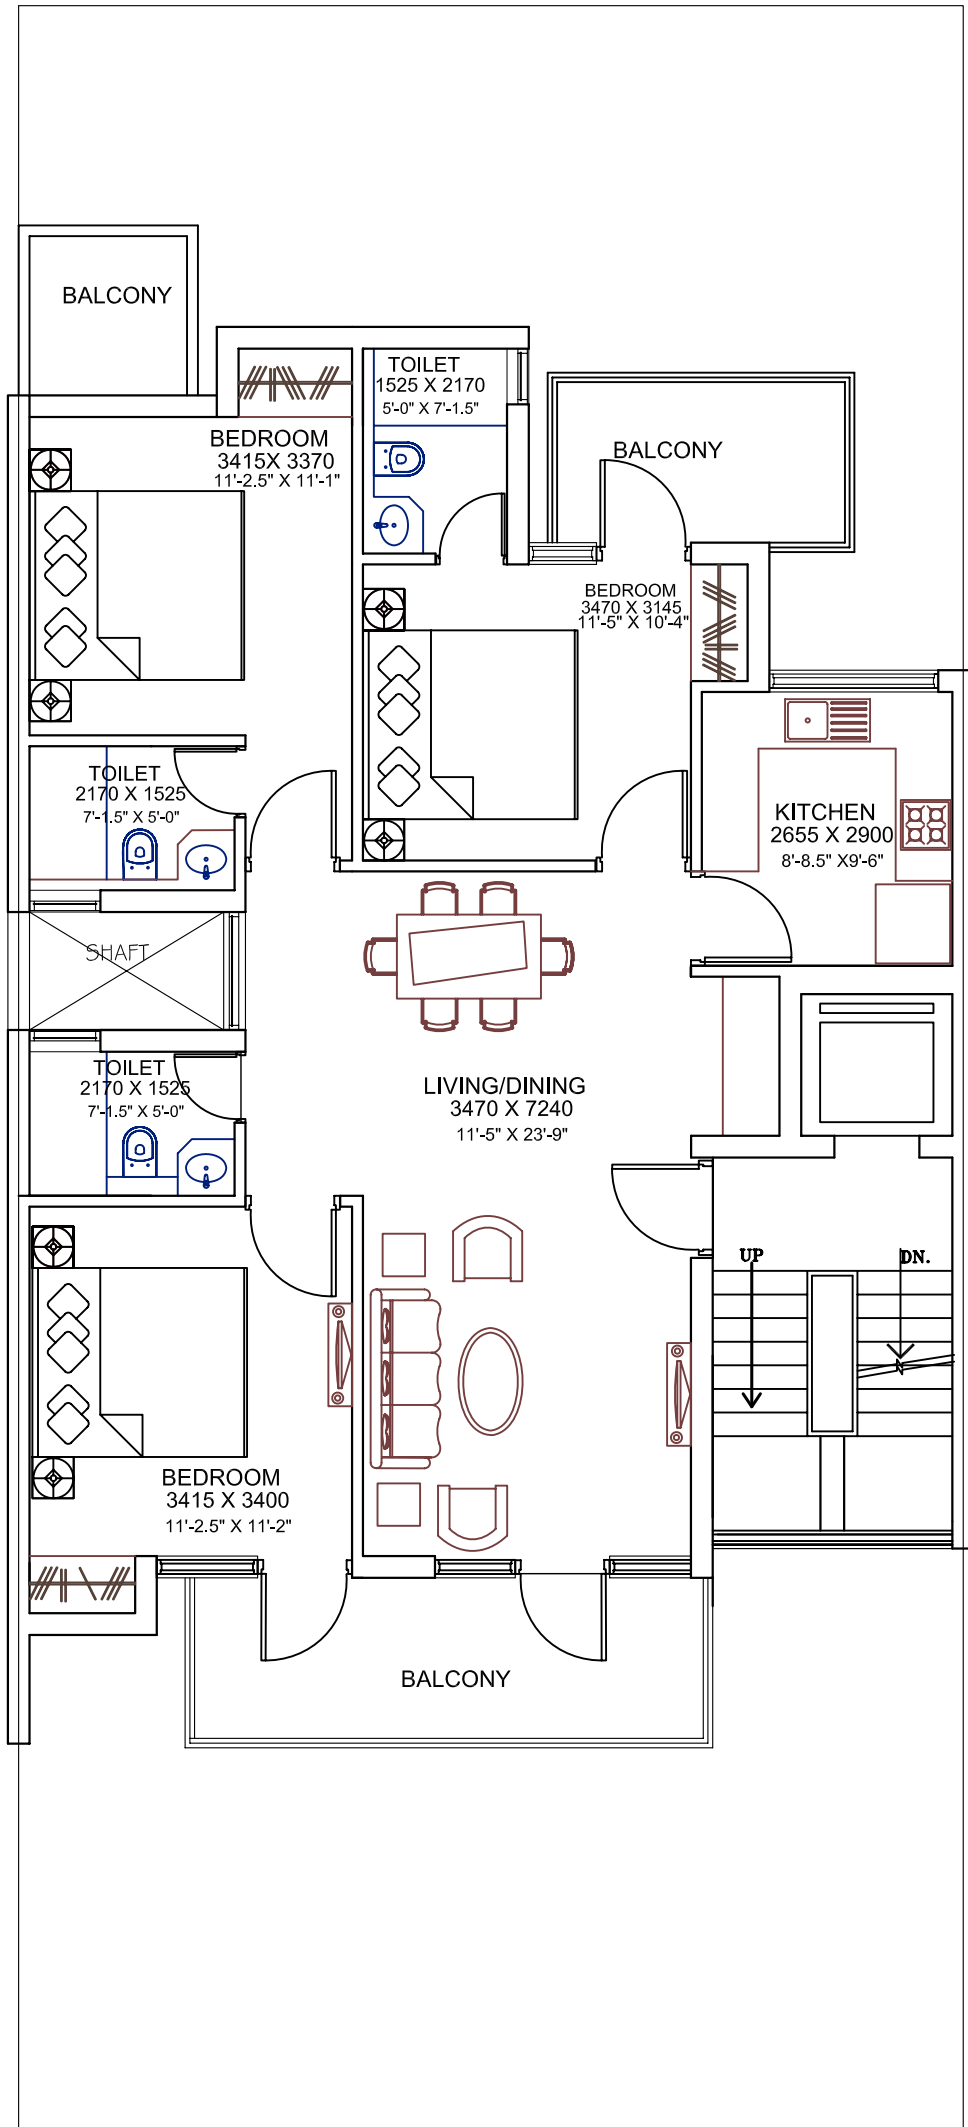 BALCONY
TOILET
1525 X 2170
5'-0" X 7'-1.5"
BEDROOM
3415X 3370
11'-2.5" X 11'-1"
BALCONY
BEDROOM
3470 X 3145
11'-5" X 10'-4"
TOILET
2170 X 1525
7'-1.5" X 5'-0"
KITCHEN
2655 X 2900
8'-8.5" X9'-6"
SHAFT
TOILET
2170 X 1525
7'-1.5" X 5'-0"
LIVING/DINING
3470 X 7240
11'-5" X 23'-9"
UP
DN.
BEDROOM
3415 X 3400
11'-2.5" X 11'-2"
BALCONY